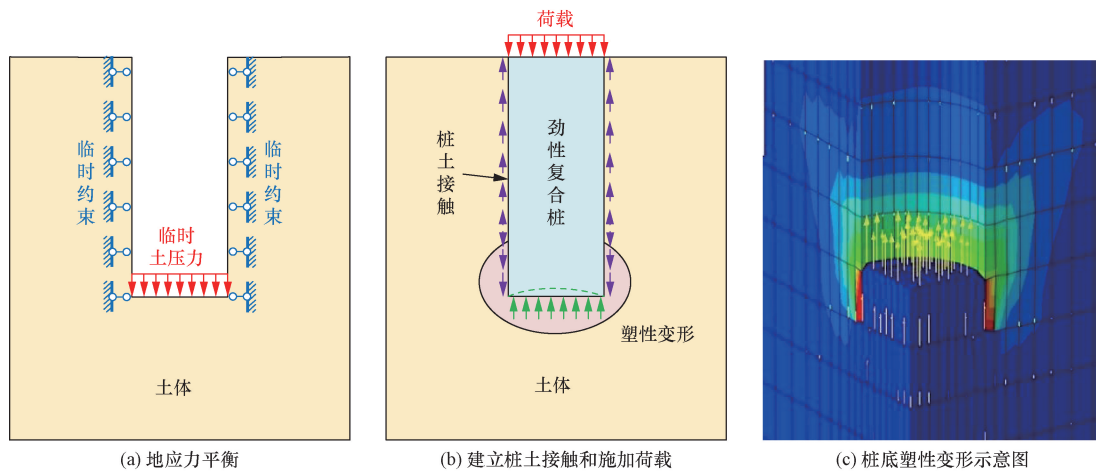 临时约束
临时约束
临时
土压力
土体
(a) 地应力平衡
荷载
桩土接触
劲性复合桩
塑性变形
土体
(b) 建立桩土接触和施加荷载
(c) 桩底塑性变形示意图